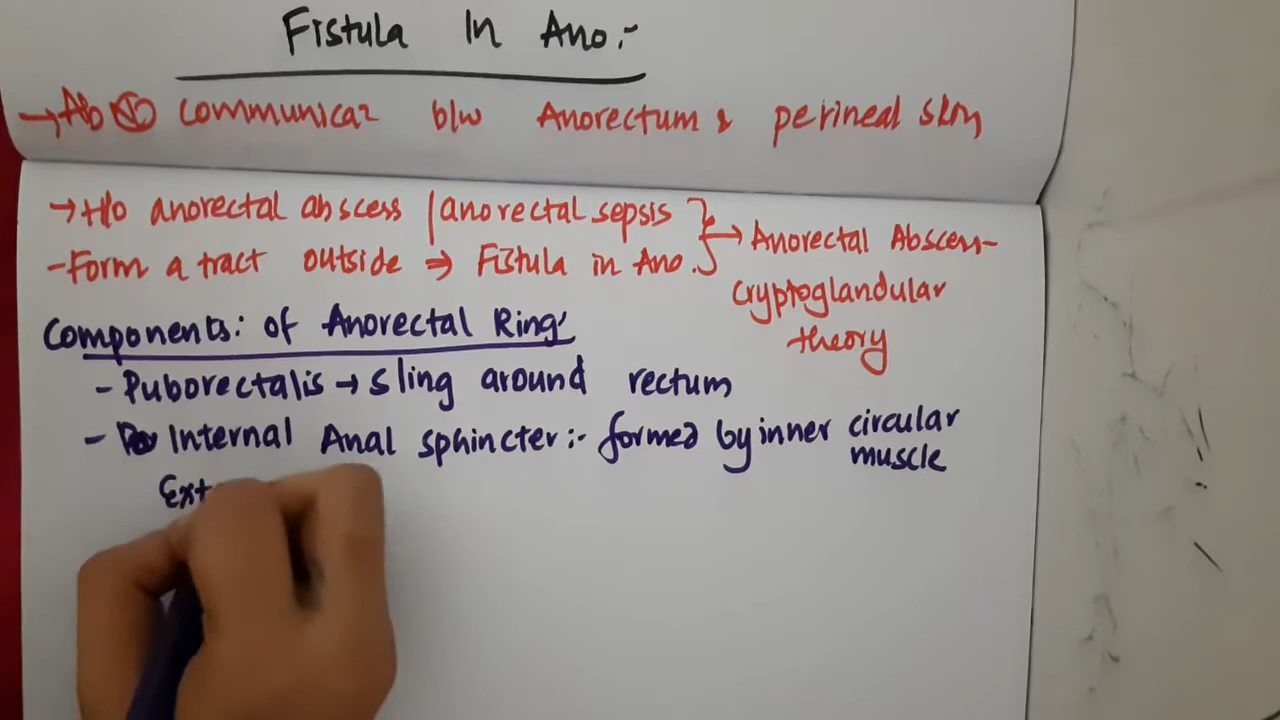 Fistula In Ano:-
→ Ab Ⓝ communicaz b/w Anorectum & perineal skin
→ H/o anorectal abscess / anorectal sepsis
- Form a tract outside ⇒ Fistula in Ano.
→ Anorectal Abscess-
cryptoglandular
theory
Components: of Anorectal Ring
- Puborectalis → sling around rectum
- Internal Anal sphincter:- formed by inner circular
muscle
Ext